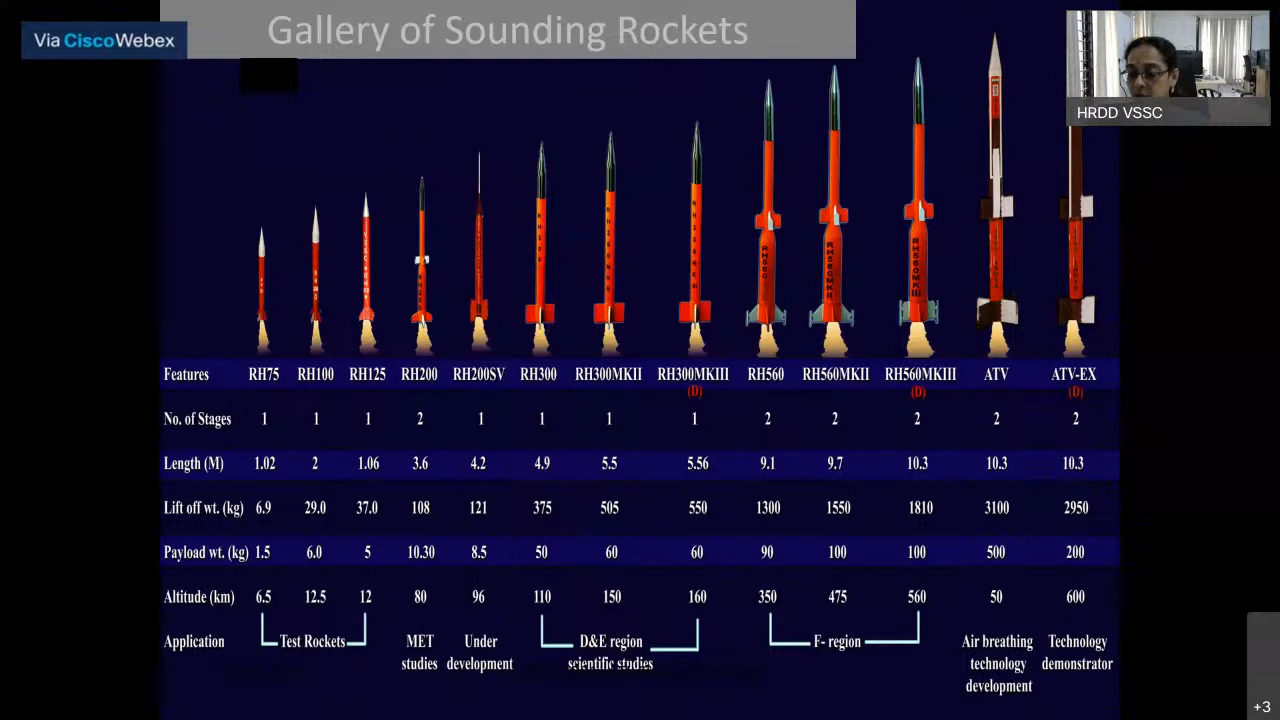 Gallery of Sounding Rockets
Via CiscoWebex
HRDD VSSC
Features RH75 RH100 RH125 RH200 RH200SV RH300 RH300MKII RH300MKIII RH560 RH560MKII RH560MKIII ATV ATV-EX
(D) (D) (D)
No. of Stages 1 1 1 2 1 1 1 1 2 2 2 2 2
Length (M) 1.02 2 1.06 3.6 4.2 4.9 5.5 5.56 9.1 9.7 10.3 10.3 10.3
Lift off wt. (kg) 6.9 29.0 37.0 108 121 375 505 550 1300 1550 1810 3100 2950
Payload wt. (kg) 1.5 6.0 5 10.30 8.5 50 60 60 90 100 100 500 200
Altitude (km) 6.5 12.5 12 80 96 110 150 160 350 475 560 50 600
Application Test Rockets MET Under D&E region F- region Air breathing Technology
studies development scientific studies technology demonstrator
development
RH560
RH560MKII
RH560MKIII
+3